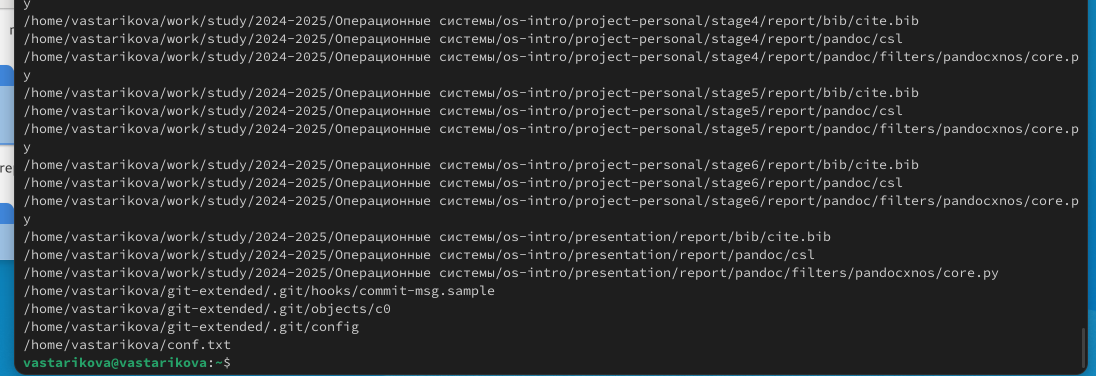 y
/home/vastarikova/work/study/2024-2025/Операционные системы/os-intro/project-personal/stage4/report/bib/cite.bib
/home/vastarikova/work/study/2024-2025/Операционные системы/os-intro/project-personal/stage4/report/pandoc/csl
/home/vastarikova/work/study/2024-2025/Операционные системы/os-intro/project-personal/stage4/report/pandoc/filters/pandocxnos/core.p
y
/home/vastarikova/work/study/2024-2025/Операционные системы/os-intro/project-personal/stage5/report/bib/cite.bib
/home/vastarikova/work/study/2024-2025/Операционные системы/os-intro/project-personal/stage5/report/pandoc/csl
/home/vastarikova/work/study/2024-2025/Операционные системы/os-intro/project-personal/stage5/report/pandoc/filters/pandocxnos/core.p
y
/home/vastarikova/work/study/2024-2025/Операционные системы/os-intro/project-personal/stage6/report/bib/cite.bib
/home/vastarikova/work/study/2024-2025/Операционные системы/os-intro/project-personal/stage6/report/pandoc/csl
/home/vastarikova/work/study/2024-2025/Операционные системы/os-intro/project-personal/stage6/report/pandoc/filters/pandocxnos/core.p
y
/home/vastarikova/work/study/2024-2025/Операционные системы/os-intro/presentation/report/bib/cite.bib
/home/vastarikova/work/study/2024-2025/Операционные системы/os-intro/presentation/report/pandoc/csl
/home/vastarikova/work/study/2024-2025/Операционные системы/os-intro/presentation/report/pandoc/filters/pandocxnos/core.py
/home/vastarikova/git-extended/.git/hooks/commit-msg.sample
/home/vastarikova/git-extended/.git/objects/c0
/home/vastarikova/git-extended/.git/config
/home/vastarikova/conf.txt
vastarikova@vastarikova:~$